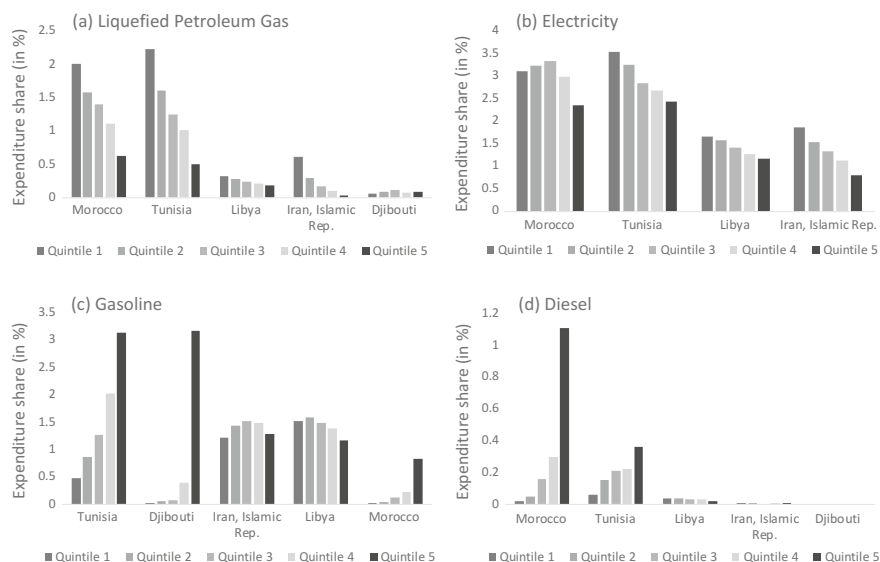 (a) Liquefied Petroleum Gas
Expenditure share (in %)
2.5
2
1.5
1
0.5
0
Morocco Tunisia Libya Iran, Islamic Rep. Djibouti
Quintile 1 Quintile 2 Quintile 3 Quintile 4 Quintile 5
(b) Electricity
Expenditure share (in %)
4
3.5
3
2.5
2
1.5
1
0.5
0
Morocco Tunisia Libya Iran, Islamic Rep.
Quintile 1 Quintile 2 Quintile 3 Quintile 4 Quintile 5
(c) Gasoline
Expenditure share (in %)
3.5
3
2.5
2
1.5
1
0.5
0
Tunisia Djibouti Iran, Islamic Rep. Libya Morocco
Quintile 1 Quintile 2 Quintile 3 Quintile 4 Quintile 5
(d) Diesel
Expenditure share (in %)
1.2
1
0.8
0.6
0.4
0.2
0
Morocco Tunisia Libya Iran, Islamic Rep. Djibouti
Quintile 1 Quintile 2 Quintile 3 Quintile 4 Quintile 5